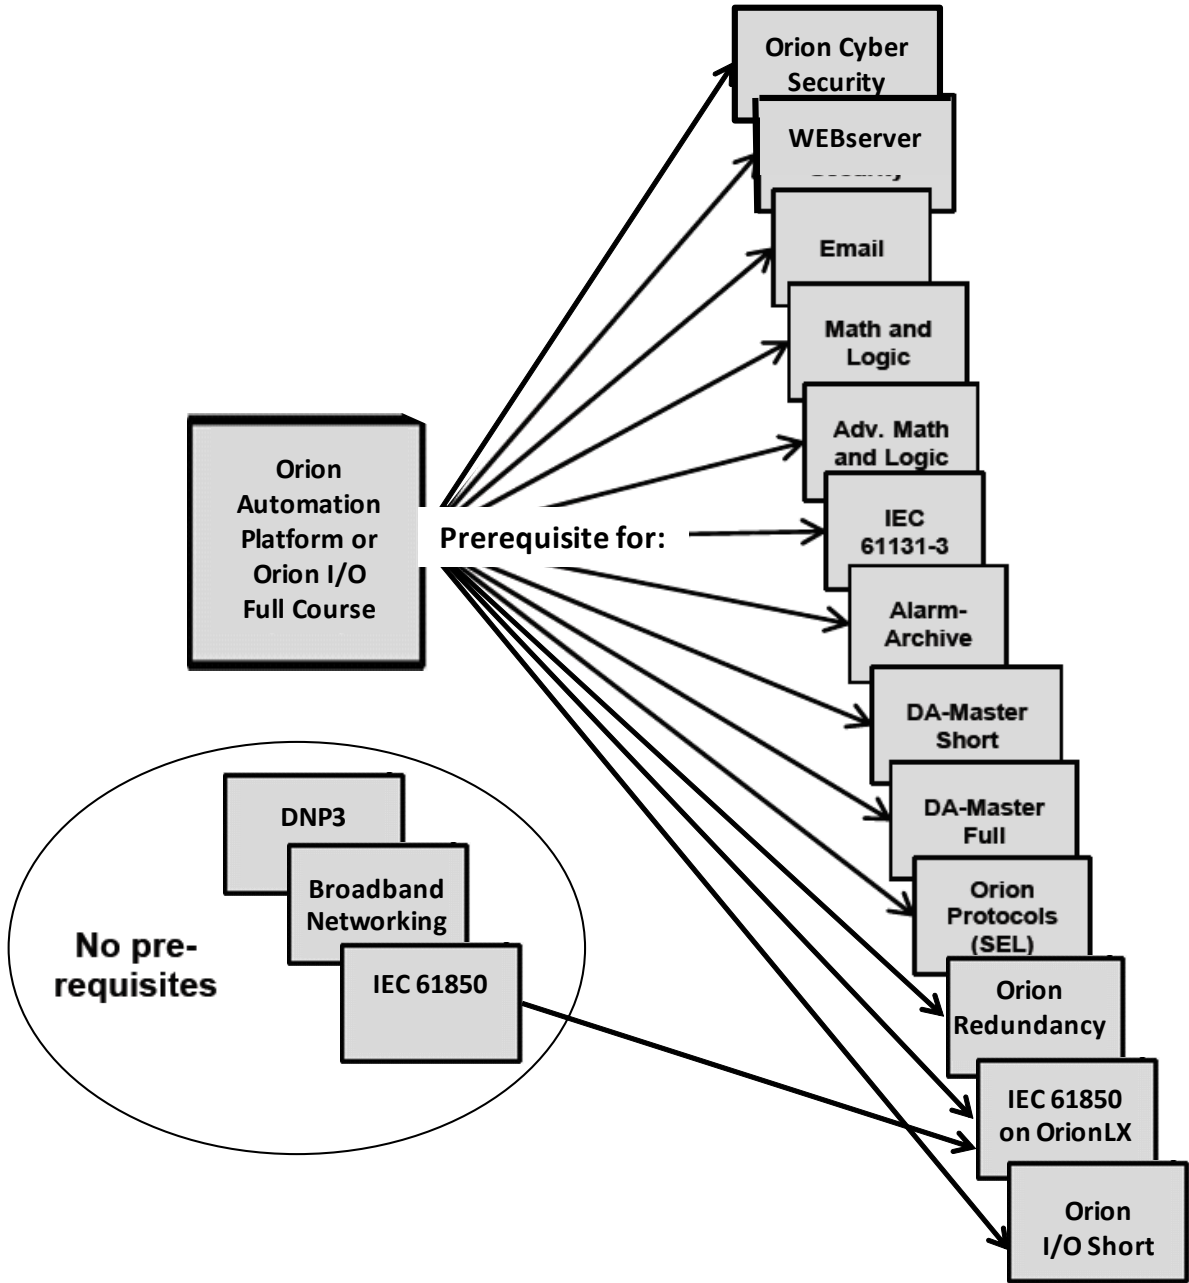 Orion Cyber
Security
WEBserver
Email
Math and
Logic
Adv. Math
and Logic
IEC
61131-3
Alarm-
Archive
DA-Master
Short
DA-Master
Full
Orion
Protocols
(SEL)
Orion
Redundancy
IEC 61850
on OrionLX
Orion
I/O Short
Orion
Automation
Platform or
Orion I/O
Full Course
Prerequisite for:
No pre-
requisites
DNP3
Broadband
Networking
IEC 61850